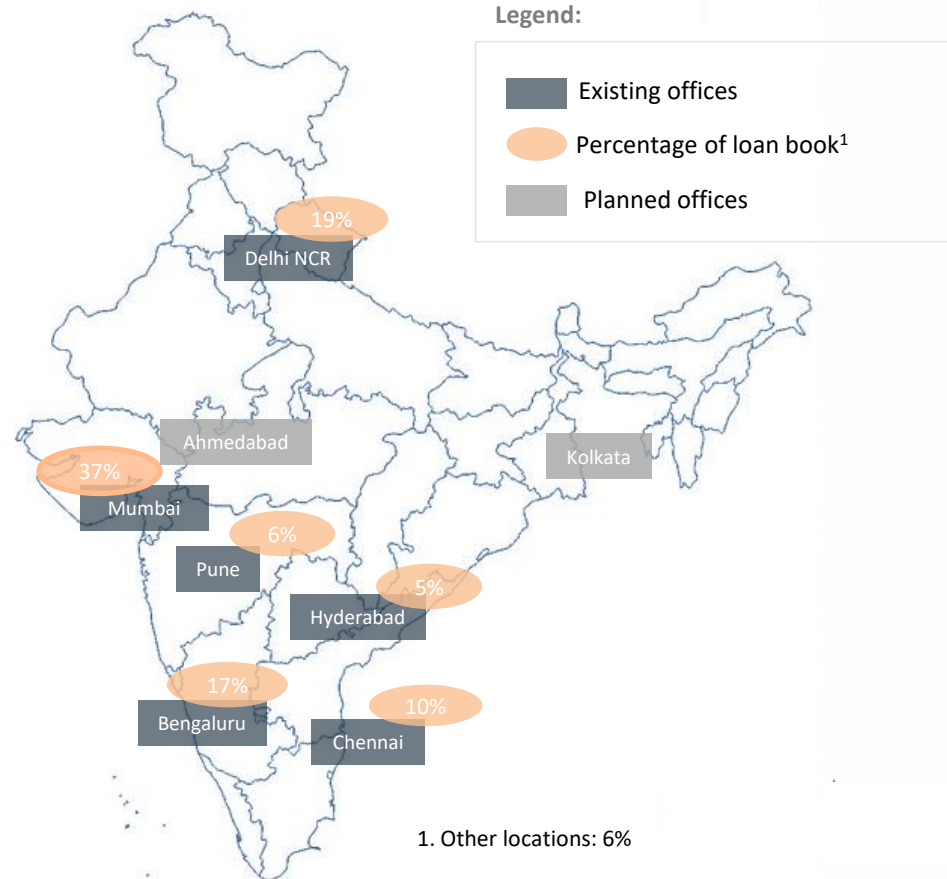 Legend:
Existing offices
Percentage of loan book¹
Planned offices
19%
Delhi NCR
Ahmedabad
Kolkata
37%
Mumbai
6%
Pune
5%
Hyderabad
17%
Bengaluru
10%
Chennai
1. Other locations: 6%